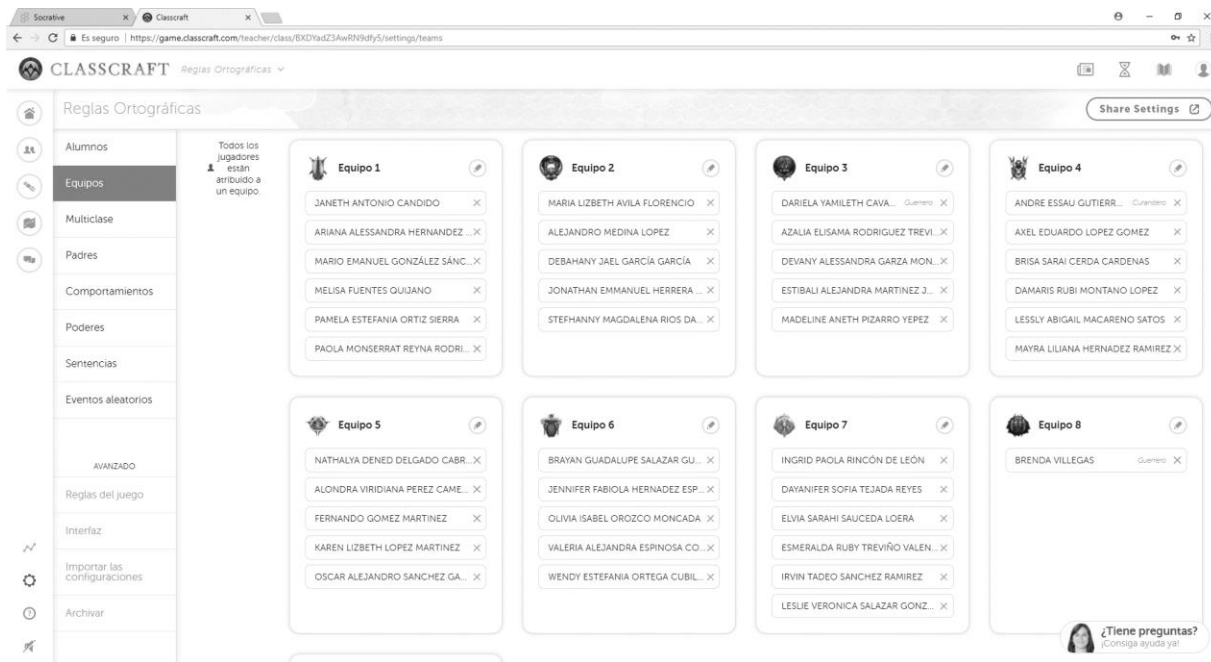 Socrative
Classcraft
Es seguro | https://game.classcraft.com/teacher/class/BXDYadZ3AwRN9dfy5/settings/teams
CLASSCRAFT Reglas Ortográficas
Reglas Ortográficas
Share Settings
Alumnos
Equipos
Multiclase
Padres
Comportamientos
Poderes
Sentencias
Eventos aleatorios
AVANZADO
Reglas del juego
Interfaz
Importar las
configuraciones
Archivar
Todos los
jugadores
están
atribuido a
un equipo.
Equipo 1
JANETH ANTONIO CANDIDO
ARIANA ALESSANDRA HERNANDEZ ...
MARIO EMANUEL GONZÁLEZ SÁNC...
MELISA FUENTES QUIJANO
PAMELA ESTEFANIA ORTIZ SIERRA
PAOLA MONSERRAT REYNA RODRI...
Equipo 2
MARIA LIZBETH AVILA FLORENCIO
ALEJANDRO MEDINA LOPEZ
DEBAHANY JAEL GARCÍA GARCÍA
JONATHAN EMMANUEL HERRERA ...
STEFHANNY MAGDALENA RIOS DA...
Equipo 3
DARIELA YAMILETH CAVA... Guerrero
AZALIA ELISAMA RODRIGUEZ TREVI...
DEVANY ALESSANDRA GARZA MON...
ESTIBALI ALEJANDRA MARTINEZ J...
MADELINE ANETH PIZARRO YEPEZ
Equipo 4
ANDRE ESSAU GUTIERR... Curandero
AXEL EDUARDO LOPEZ GOMEZ
BRISA SARAI CERDA CARDENAS
DAMARIS RUBI MONTANO LOPEZ
LESSLY ABIGAIL MACARENO SATOS
MAYRA LILIANA HERNADEZ RAMIREZ
Equipo 5
NATHALYA DENED DELGADO CABR...
ALONDRA VIRIDIANA PEREZ CAME...
FERNANDO GOMEZ MARTINEZ
KAREN LIZBETH LOPEZ MARTINEZ
OSCAR ALEJANDRO SANCHEZ GA...
Equipo 6
BRAYAN GUADALUPE SALAZAR GU...
JENNIFER FABIOLA HERNADEZ ESP...
OLIVIA ISABEL OROZCO MONCADA
VALERIA ALEJANDRA ESPINOSA CO...
WENDY ESTEFANIA ORTEGA CUBIL...
Equipo 7
INGRID PAOLA RINCÓN DE LEÓN
DAYANIFER SOFIA TEJADA REYES
ELVIA SARAHI SAUCEDA LOERA
ESMERALDA RUBY TREVIÑO VALEN...
IRVIN TADEO SANCHEZ RAMIREZ
LESLIE VERONICA SALAZAR GONZ...
Equipo 8
BRENDA VILLEGAS Guerrero
¿Tiene preguntas?
¡Consiga ayuda ya!